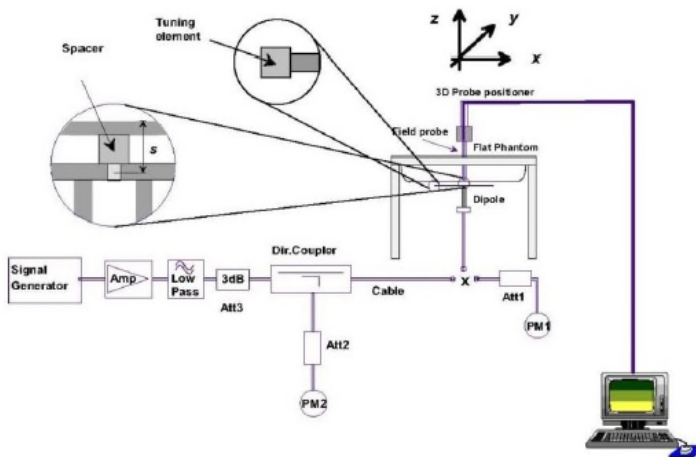 Tuning
element
Spacer
s
z
y
x
3D Probe positioner
Field probe
Flat Phantom
Dipole
Signal
Generator
Amp
Low
Pass
3dB
Att3
Dir.Coupler
Cable
x
Att1
PM1
Att2
PM2